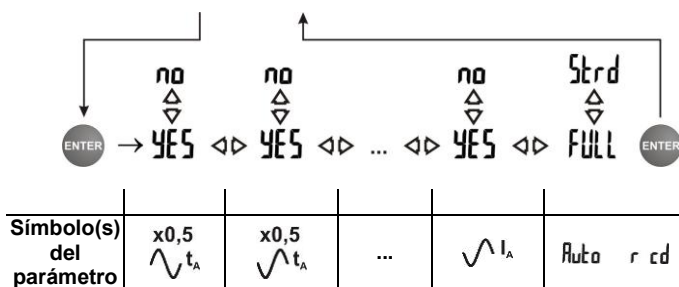 no no no Strd
ENTER → YES YES ... YES FULL ENTER
Símbolo(s) del parámetro
x0,5 tA
x0,5 tA
...
IA
Auto r cd